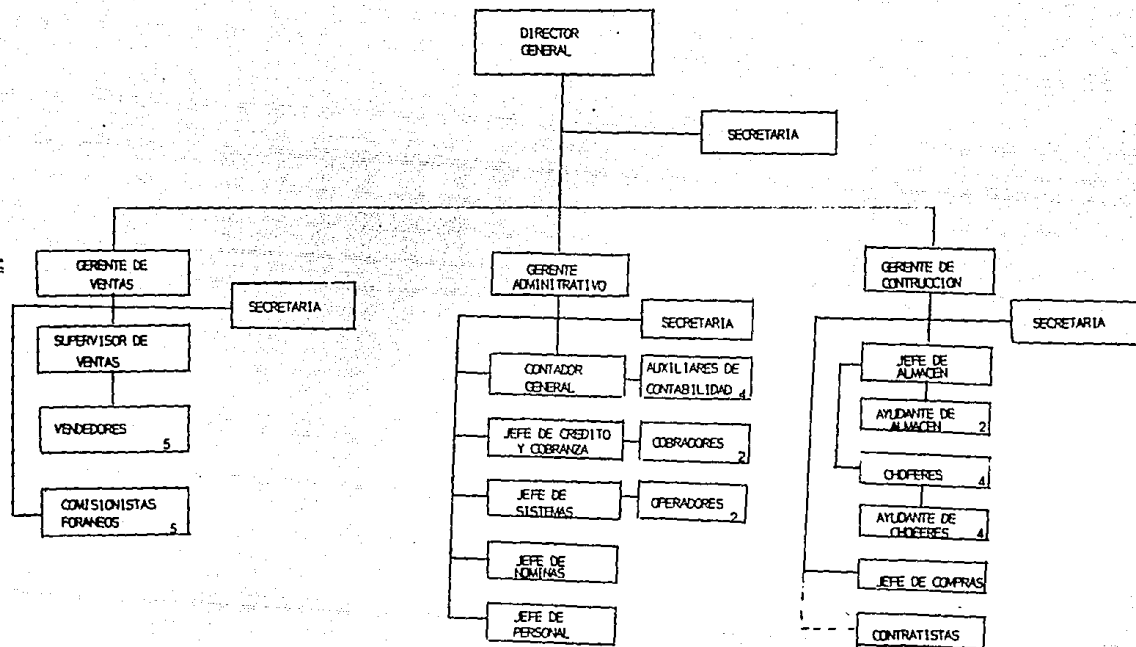 DIRECTOR
GENERAL
SECRETARIA
GERENTE DE
VENTAS
SECRETARIA
SUPERVISOR DE
VENTAS
VENDEDORES
5
COMISIONISTAS
FORANEOS
5
GERENTE
ADMINITRATIVO
SECRETARIA
CONTADOR
GENERAL
AUXILIARES DE
CONTABILIDAD 4
JEFE DE CREDITO
Y COBRANZA
COBRADORES
2
JEFE DE
SISTEMAS
OPERADORES
2
JEFE DE
NOMINAS
JEFE DE
PERSONAL
GERENTE DE
CONTRUCCION
SECRETARIA
JEFE DE
ALMACEN
AYUDANTE DE
ALMACEN 2
CHOFERES
4
AYUDANTE DE
CHOFERES 4
JEFE DE COMPRAS
CONTRATISTAS